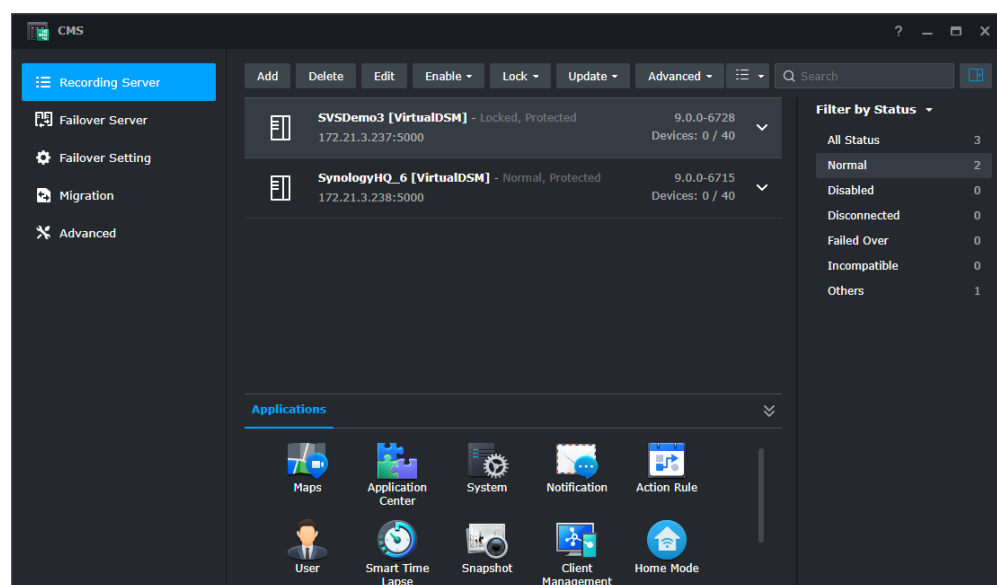 CMS
?
Recording Server
Failover Server
Failover Setting
Migration
Advanced
Add Delete Edit Enable Lock Update Advanced Search
SVSDemo3 [VirtualDSM] - Locked, Protected 9.0.0-6728
172.21.3.237:5000 Devices: 0 / 40
SynologyHQ_6 [VirtualDSM] - Normal, Protected 9.0.0-6715
172.21.3.238:5000 Devices: 0 / 40
Filter by Status
All Status 3
Normal 2
Disabled 0
Disconnected 0
Failed Over 0
Incompatible 0
Others 1
Applications
Maps Application Center System Notification Action Rule
User Smart Time Lapse Snapshot Client Management Home Mode